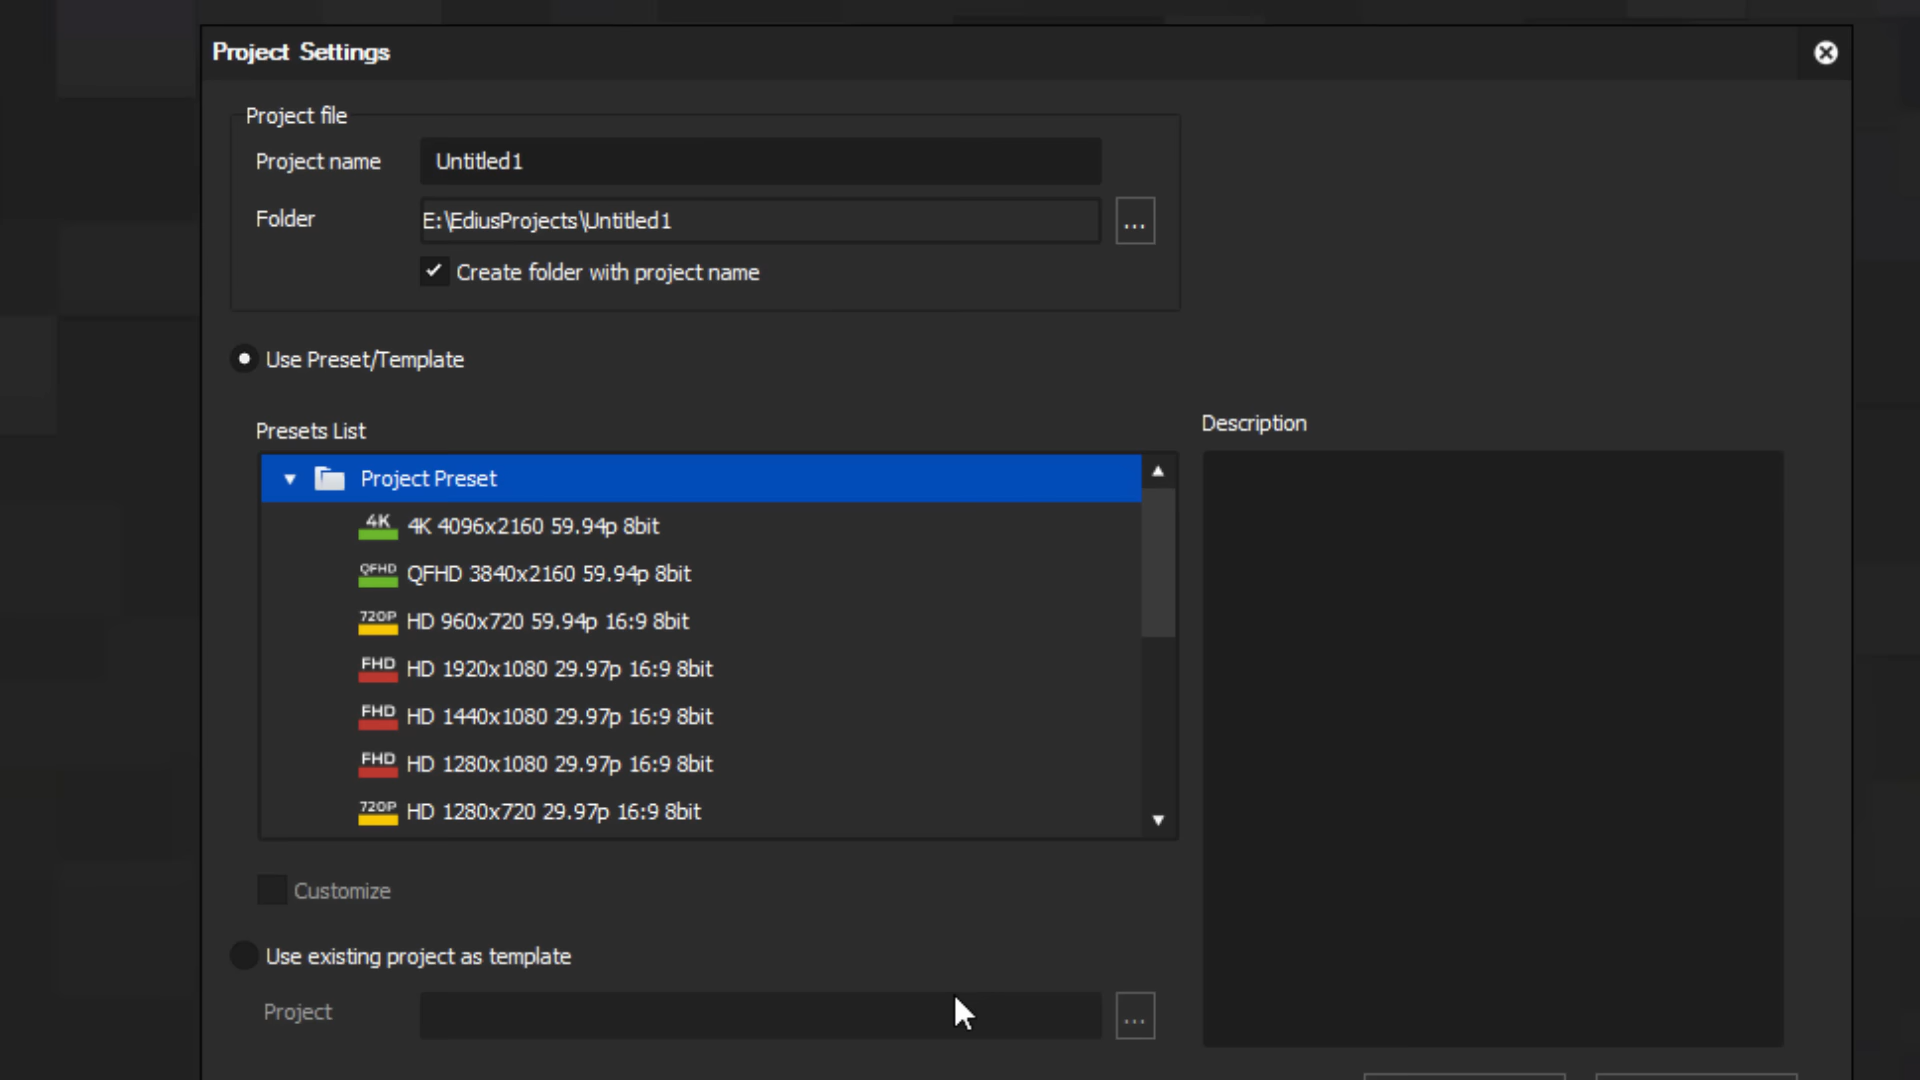 Project Settings
Project file
Project name Untitled1
Folder E:\EdiusProjects\Untitled1 ...
Create folder with project name
Use Preset/Template
Presets List
Description
Project Preset
4K 4K 4096x2160 59.94p 8bit
QFHD QFHD 3840x2160 59.94p 8bit
720P HD 960x720 59.94p 16:9 8bit
FHD HD 1920x1080 29.97p 16:9 8bit
FHD HD 1440x1080 29.97p 16:9 8bit
FHD HD 1280x1080 29.97p 16:9 8bit
720P HD 1280x720 29.97p 16:9 8bit
Customize
Use existing project as template
Project ...